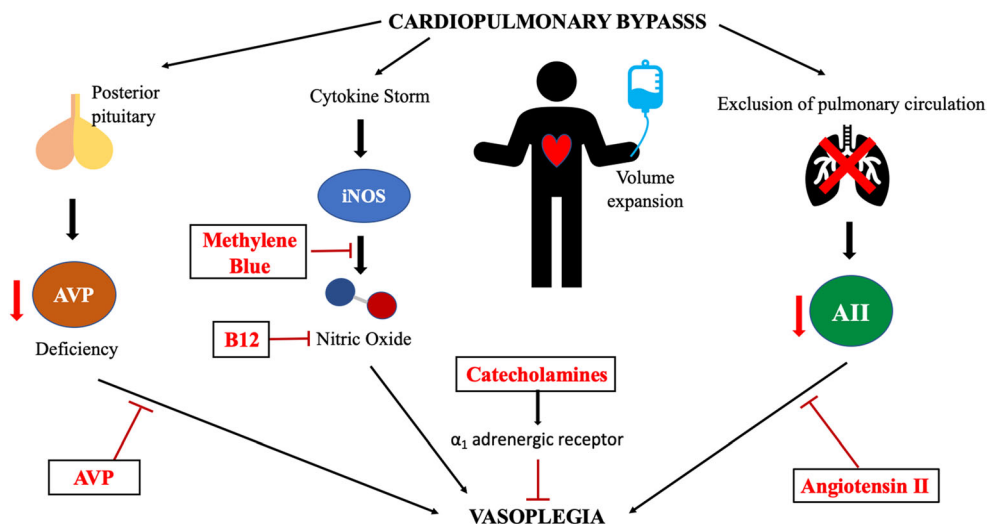 CARDIOPULMONARY BYPASSS
Posterior
pituitary
Cytokine Storm
Exclusion of pulmonary circulation
iNOS
Volume
expansion
Methylene
Blue
AVP
AII
B12
Nitric Oxide
Deficiency
Catecholamines
α₁ adrenergic receptor
AVP
Angiotensin II
VASOPLEGIA